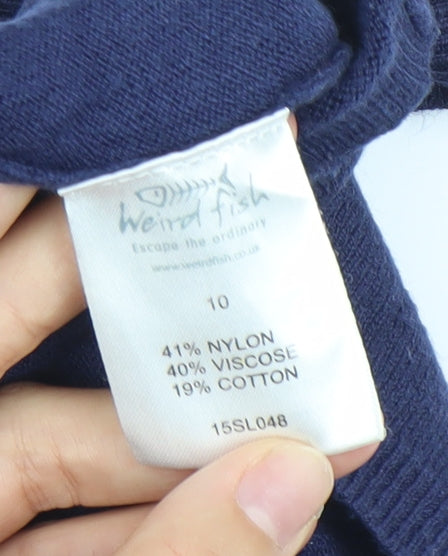 Weird fish
Escape the ordinary
www.weirdfish.co.uk
10
41% NYLON
40% VISCOSE
19% COTTON
15SL048